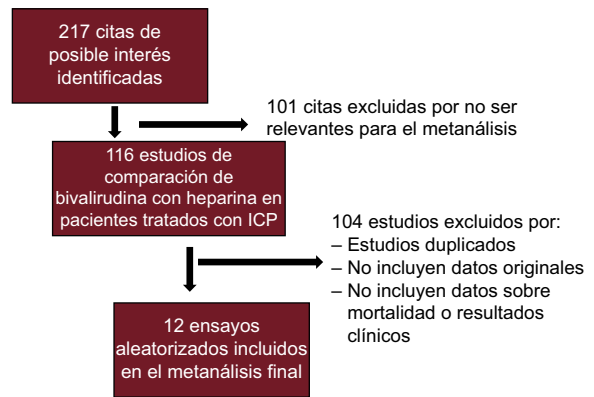 217 citas de
posible interés
identificadas
101 citas excluidas por no ser
relevantes para el metanálisis
116 estudios de
comparación de
bivalirudina con heparina en
pacientes tratados con ICP
104 estudios excluidos por:
– Estudios duplicados
– No incluyen datos originales
– No incluyen datos sobre
mortalidad o resultados
clínicos
12 ensayos
aleatorizados incluidos
en el metanálisis final